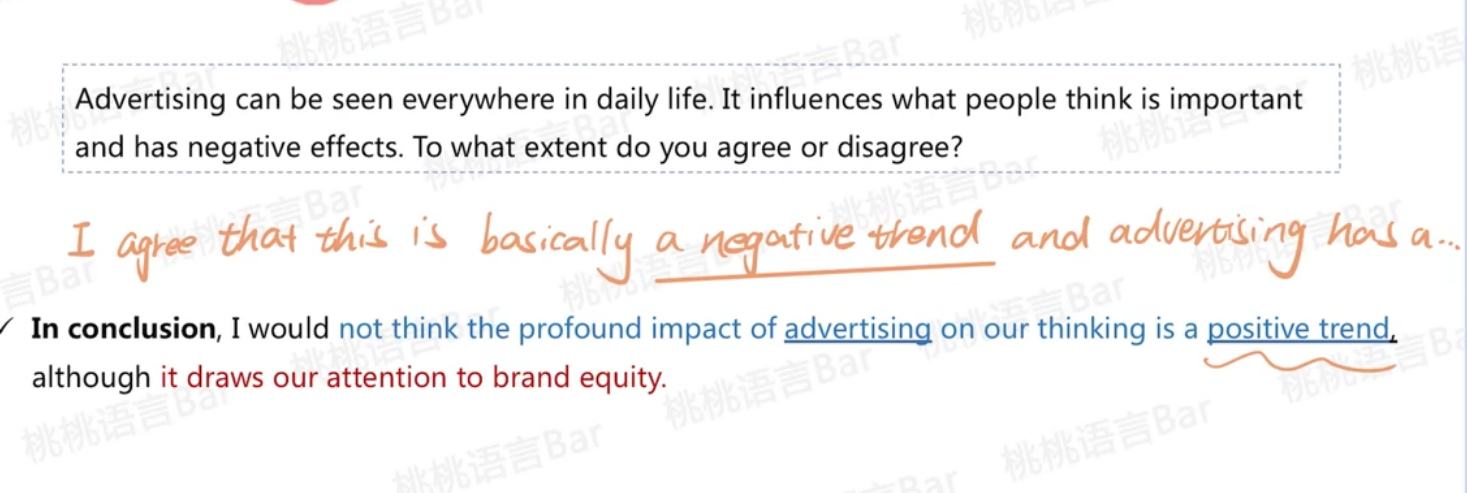 Advertising can be seen everywhere in daily life. It influences what people think is important
and has negative effects. To what extent do you agree or disagree?
I agree that this is basically a negative trend and advertising has a...
✓ In conclusion, I would not think the profound impact of advertising on our thinking is a positive trend,
although it draws our attention to brand equity.
桃桃语言Bar